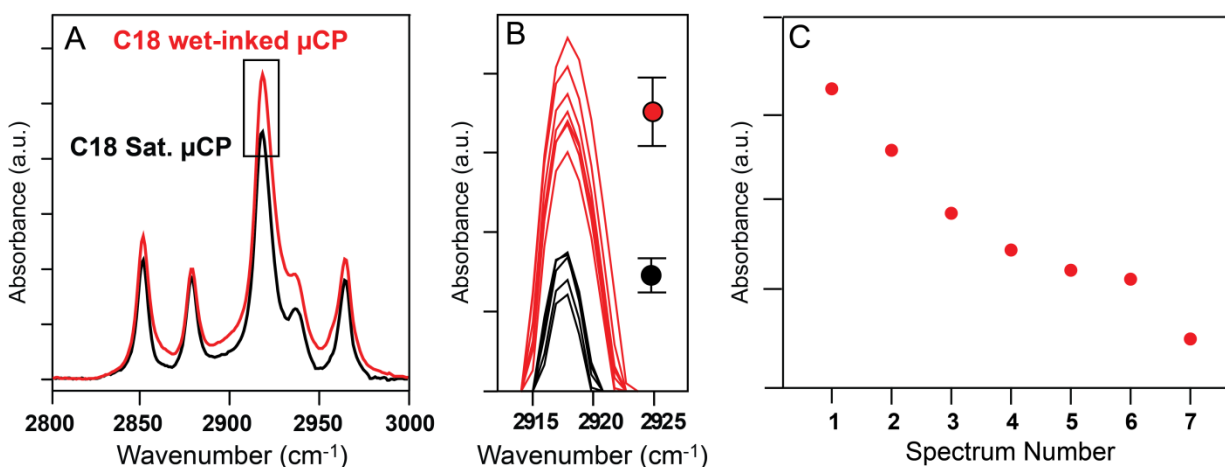 A
C18 wet-inked µCP
C18 Sat. µCP
Absorbance (a.u.)
2800 2850 2900 2950 3000
Wavenumber (cm⁻¹)
B
Absorbance (a.u.)
2915 2920 2925
Wavenumber (cm⁻¹)
C
Absorbance (a.u.)
1 2 3 4 5 6 7
Spectrum Number